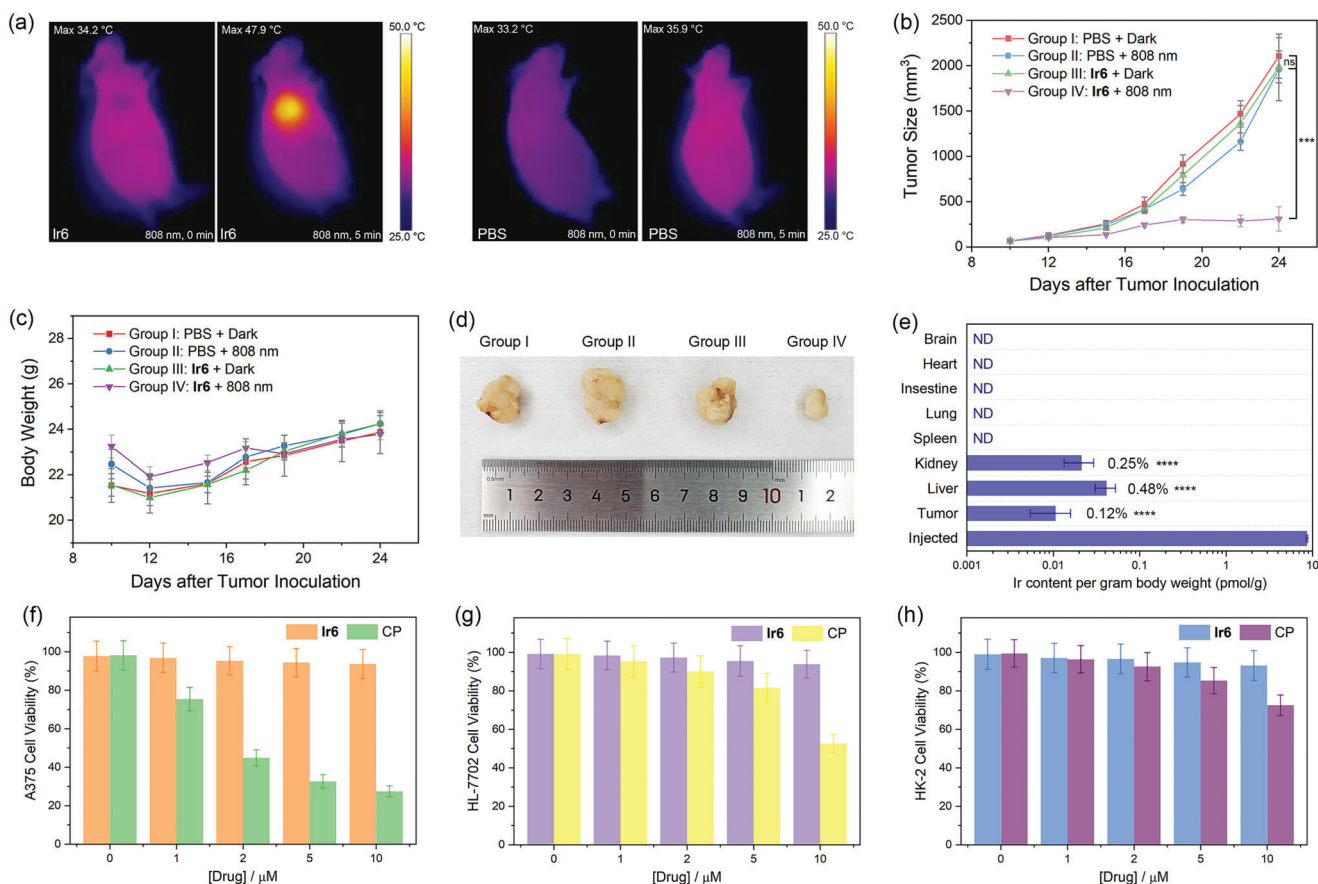 (a)
Max 34.2 °C
Ir6
808 nm, 0 min
Max 47.9 °C
Ir6
808 nm, 5 min
50.0 °C
25.0 °C
Max 33.2 °C
PBS
808 nm, 0 min
Max 35.9 °C
PBS
808 nm, 5 min
50.0 °C
25.0 °C
(b)
Group I: PBS + Dark
Group II: PBS + 808 nm
Group III: Ir6 + Dark
Group IV: Ir6 + 808 nm
ns
***
Tumor Size (mm³)
2500
2000
1500
1000
500
0
8 12 16 20 24
Days after Tumor Inoculation
(c)
Group I: PBS + Dark
Group II: PBS + 808 nm
Group III: Ir6 + Dark
Group IV: Ir6 + 808 nm
Body Weight (g)
28
26
24
22
20
8 12 16 20 24
Days after Tumor Inoculation
(d)
Group I Group II Group III Group IV
0.5mm
mm
1 2 3 4 5 6 7 8 9 10 1 2
mm
(e)
Brain ND
Heart ND
Insestine ND
Lung ND
Spleen ND
Kidney 0.25% ****
Liver 0.48% ****
Tumor 0.12% ****
Injected
0.001 0.01 0.1 1 10
Ir content per gram body weight (pmol/g)
(f)
Ir6 CP
A375 Cell Viability (%)
100
80
60
40
20
0
0 1 2 5 10
[Drug] / μM
(g)
Ir6 CP
HL-7702 Cell Viability (%)
100
80
60
40
20
0
0 1 2 5 10
[Drug] / μM
(h)
Ir6 CP
HK-2 Cell Viability (%)
100
80
60
40
20
0
0 1 2 5 10
[Drug] / μM